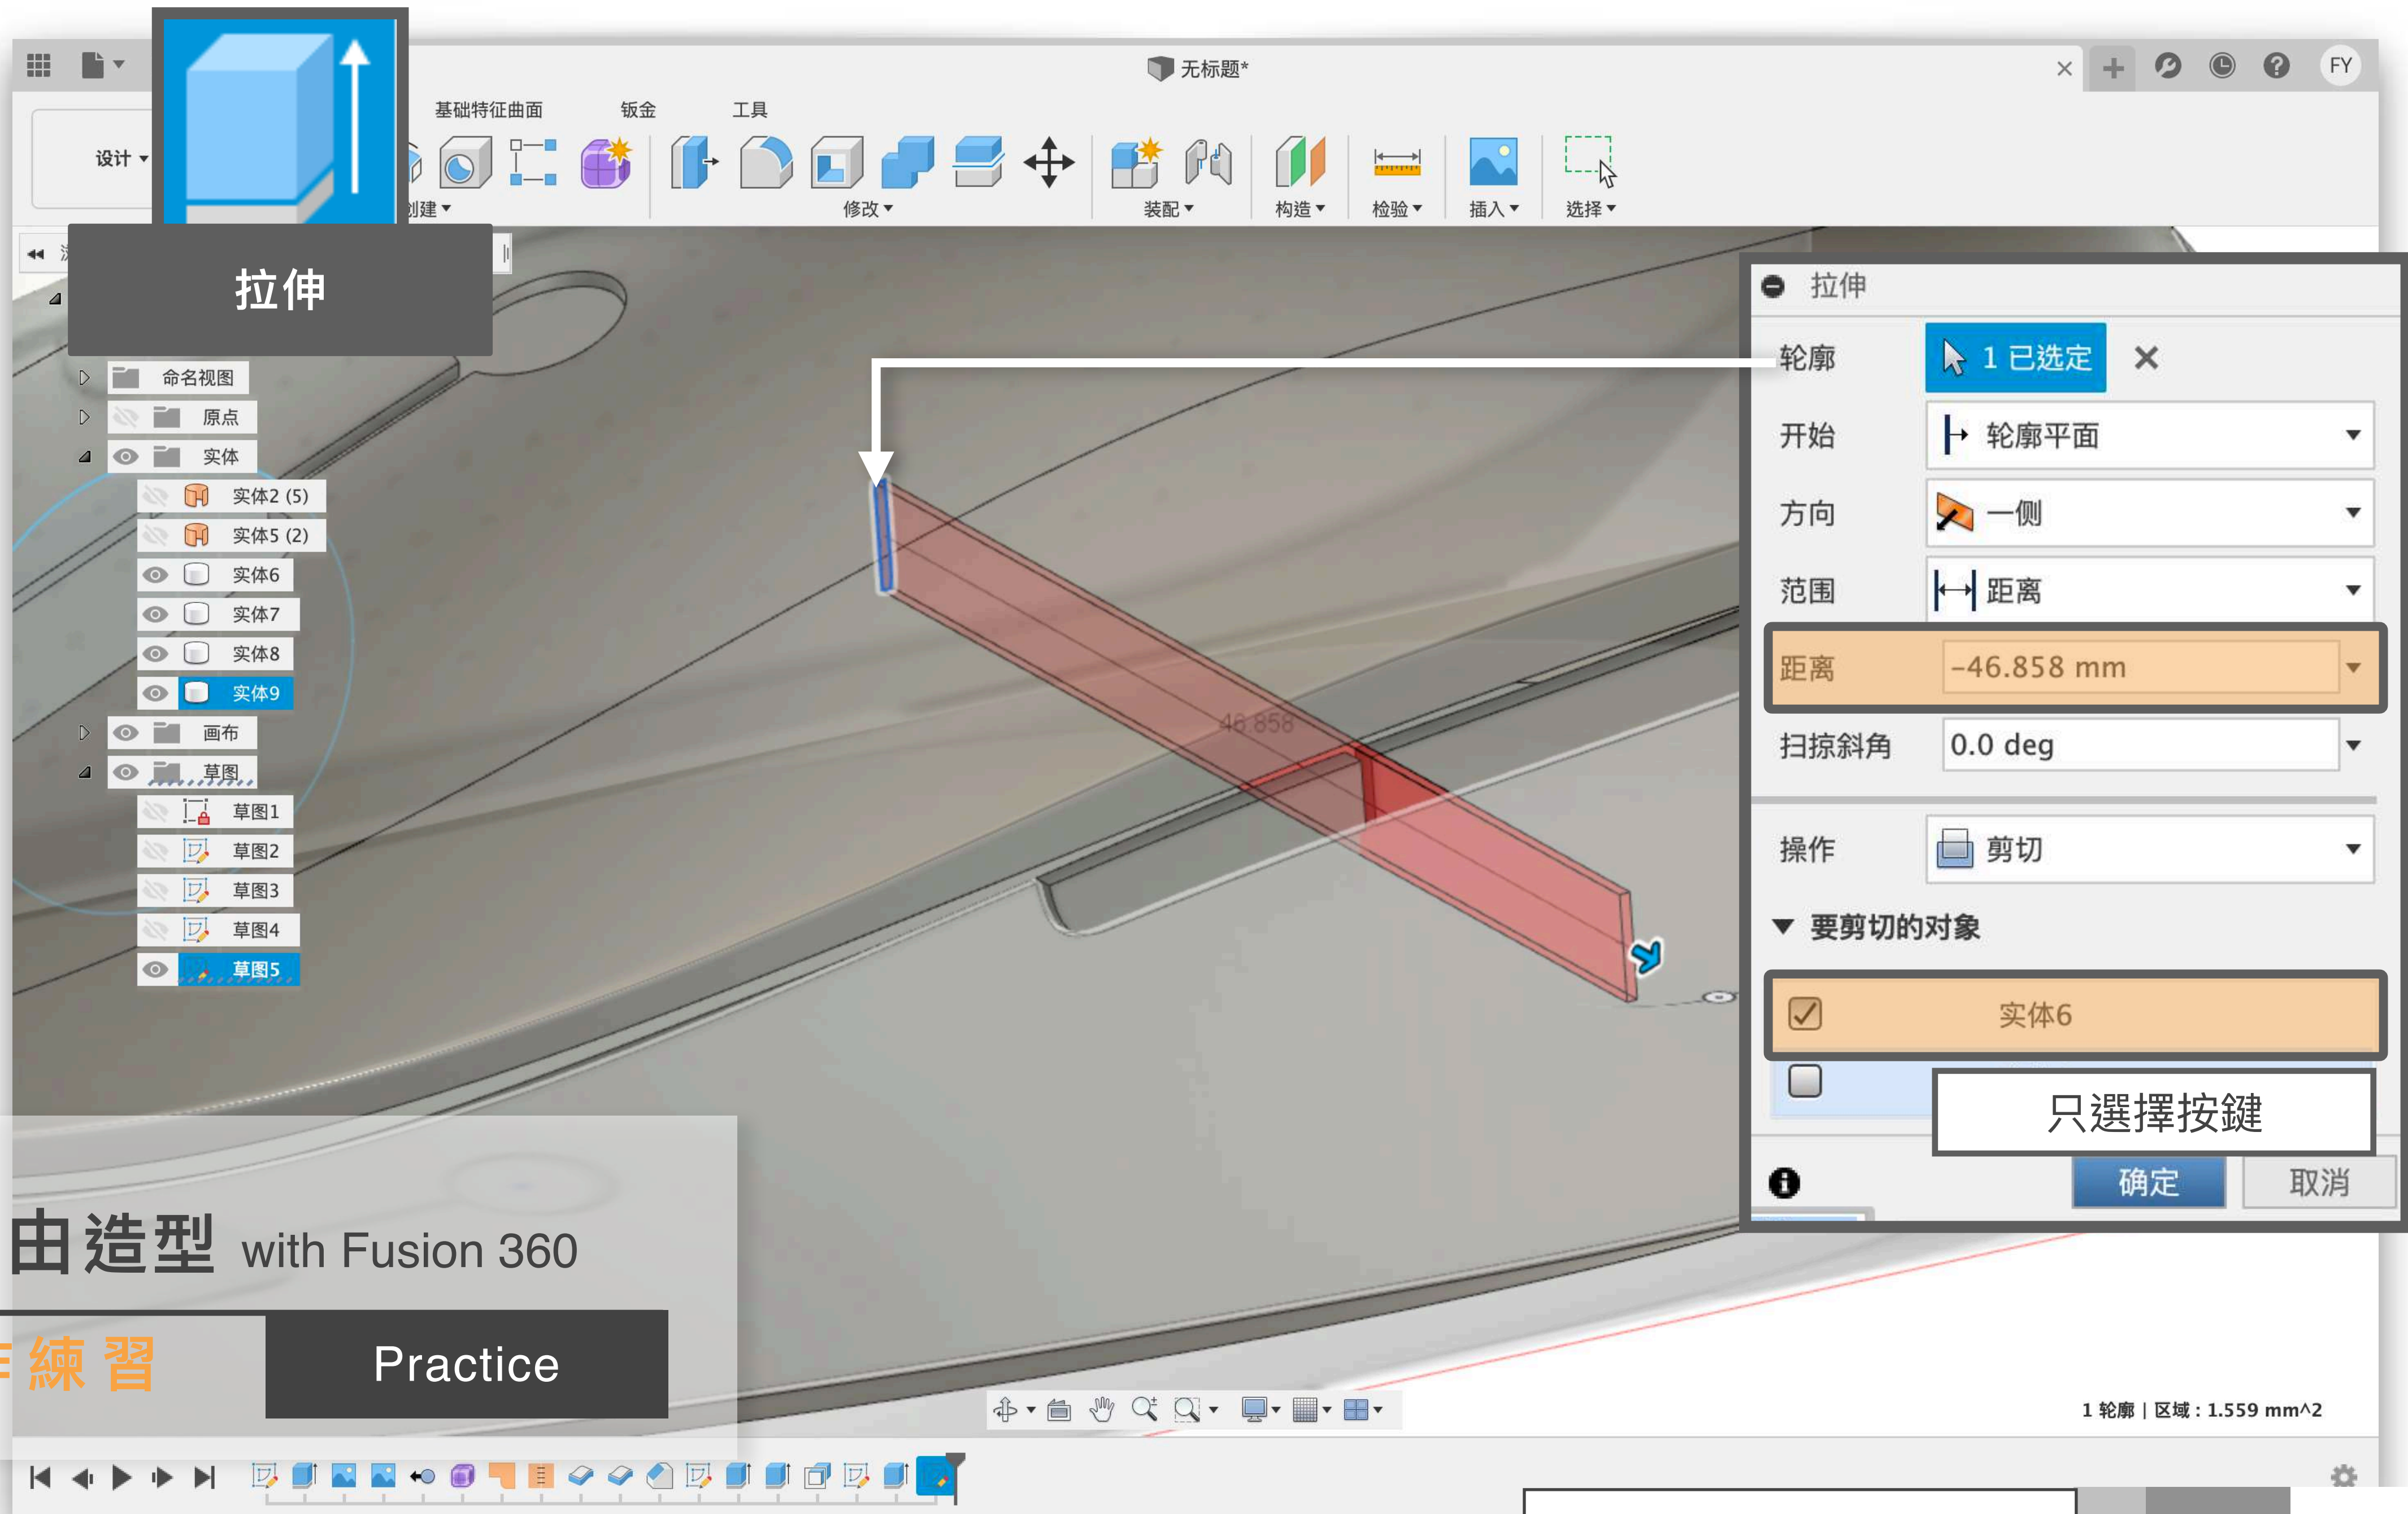 无标题*
FY
基础特征曲面
钣金
工具
设计
修改
装配
构造
检验
插入
选择
拉伸
命名视图
原点
实体
实体2 (5)
实体5 (2)
实体6
实体7
实体8
实体9
画布
草图
草图1
草图2
草图3
草图4
草图5
46.858
拉伸
轮廓 1 已选定
开始 轮廓平面
方向 一侧
范围 距离
距离 -46.858 mm
扫掠斜角 0.0 deg
操作 剪切
要剪切的对象
实体6
只選擇按鍵
确定 取消
由造型 with Fusion 360
練習
Practice
1 轮廓 | 区域 : 1.559 mm^2